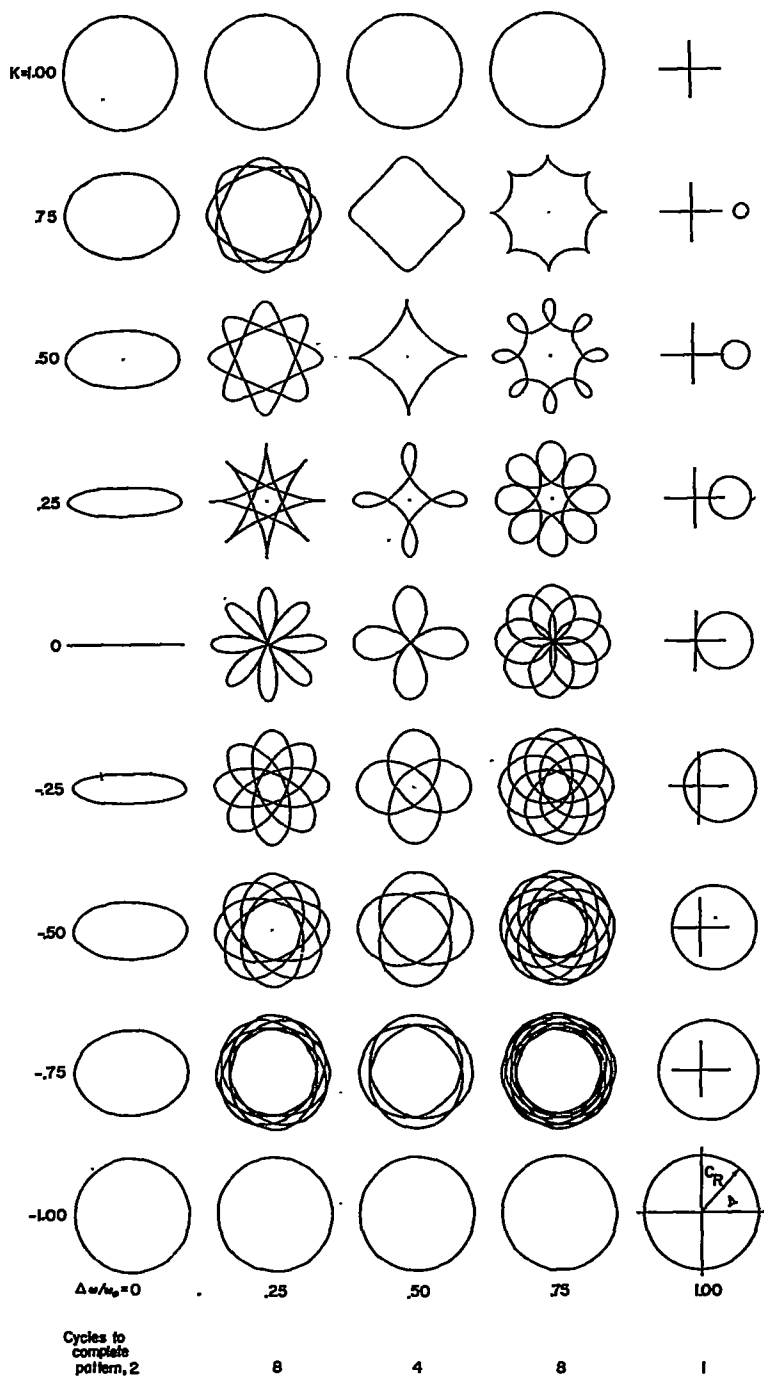 K=1.00
.75
.50
.25
0
-.25
-.50
-.75
-1.00
C_R
Δω/ω₀=0 .25 .50 .75 1.00
Cycles to
complete
pattern, 2 8 4 8 1